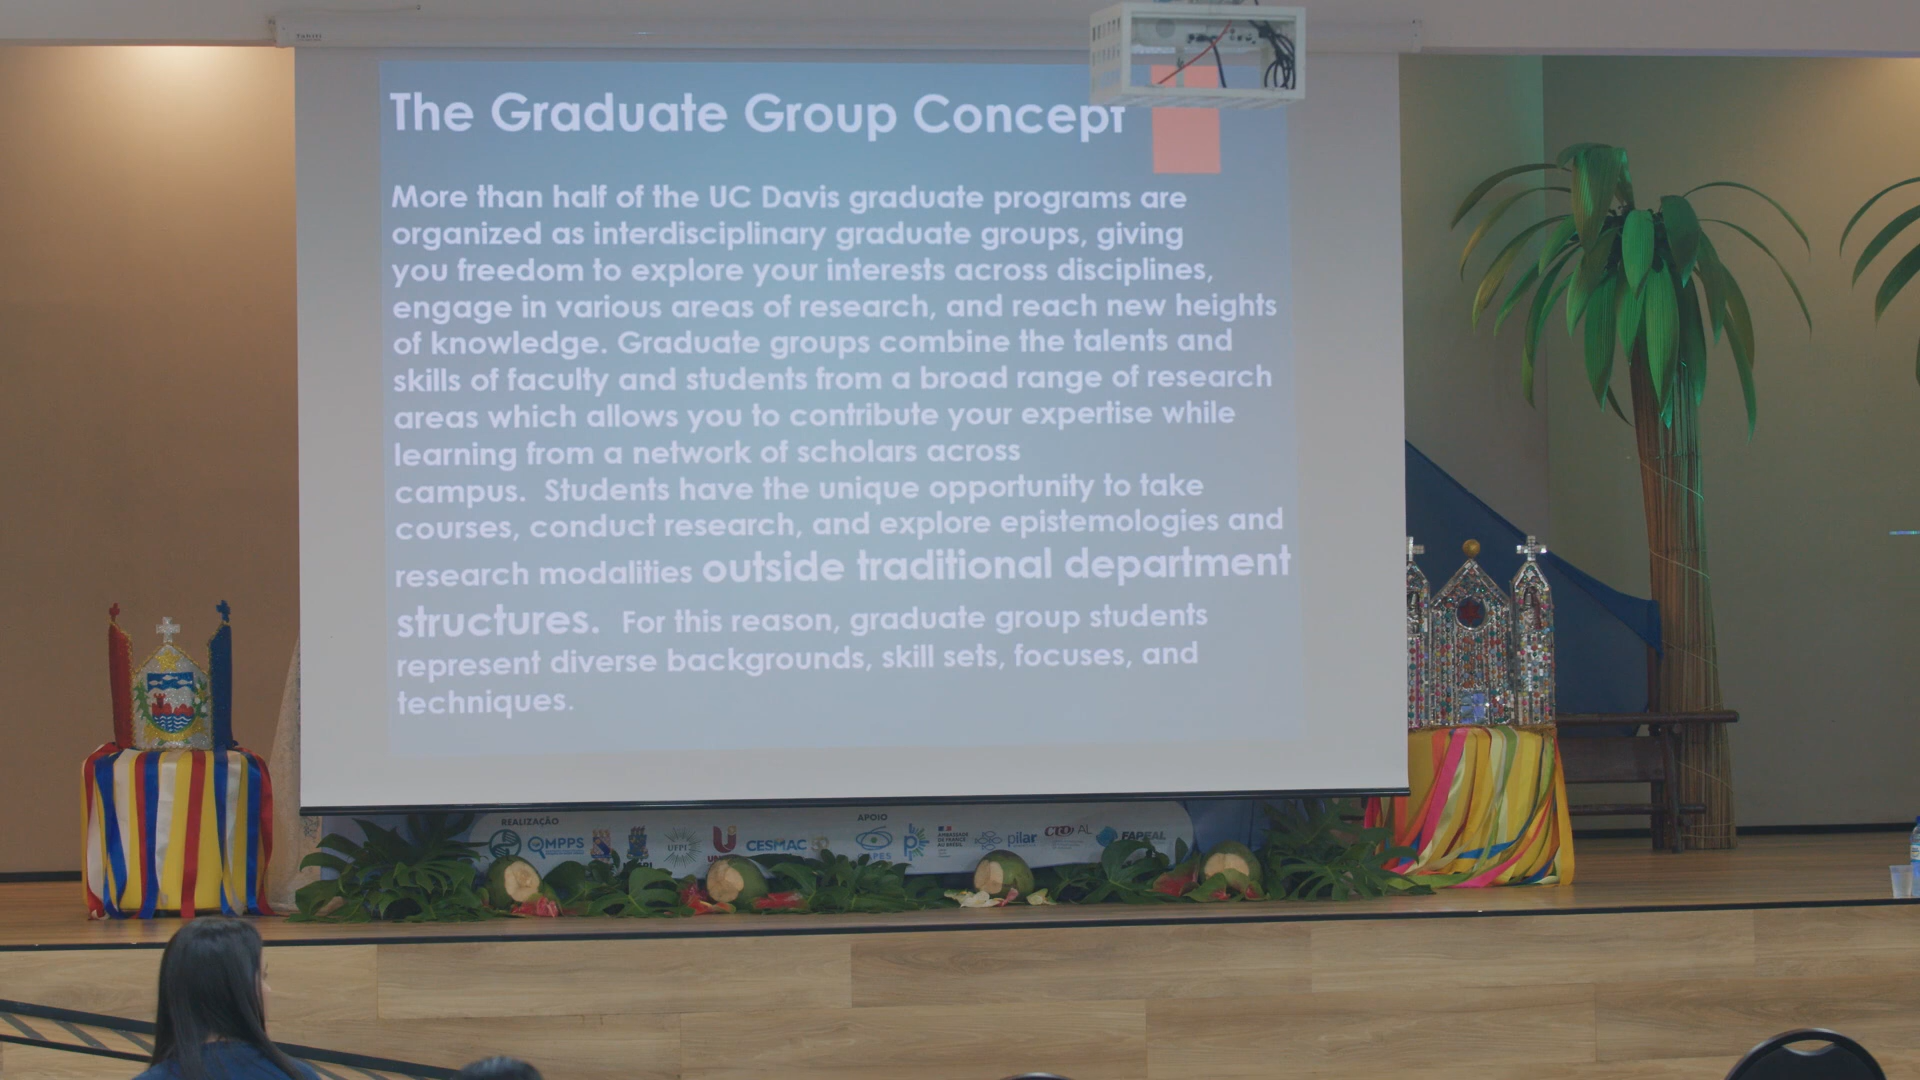 The Graduate Group Concept
More than half of the UC Davis graduate programs are
organized as interdisciplinary graduate groups, giving
you freedom to explore your interests across disciplines,
engage in various areas of research, and reach new heights
of knowledge. Graduate groups combine the talents and
skills of faculty and students from a broad range of research
areas which allows you to contribute your expertise while
learning from a network of scholars across
campus. Students have the unique opportunity to take
courses, conduct research, and explore epistemologies and
research modalities outside traditional department
structures. For this reason, graduate group students
represent diverse backgrounds, skill sets, focuses, and
techniques.
REALIZAÇÃO
APOIO
MPPS
UFPI
CESMAC
pilar
AL
FAPEAL